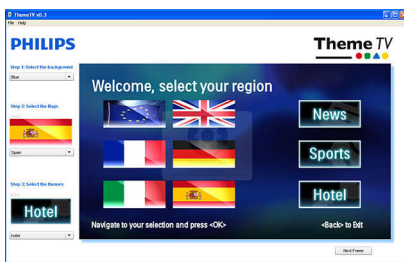 ThemeTV v0.3
File Help
PHILIPS
Theme TV
Step 1: Select the background
Blue
Step 2: Select the flags
Spain
Step 3: Select the themes
Hotel
Hotel
Welcome, select your region
News
Sports
Hotel
Navigate to your selection and press <OK>
<Back> to Exit
Next Frame